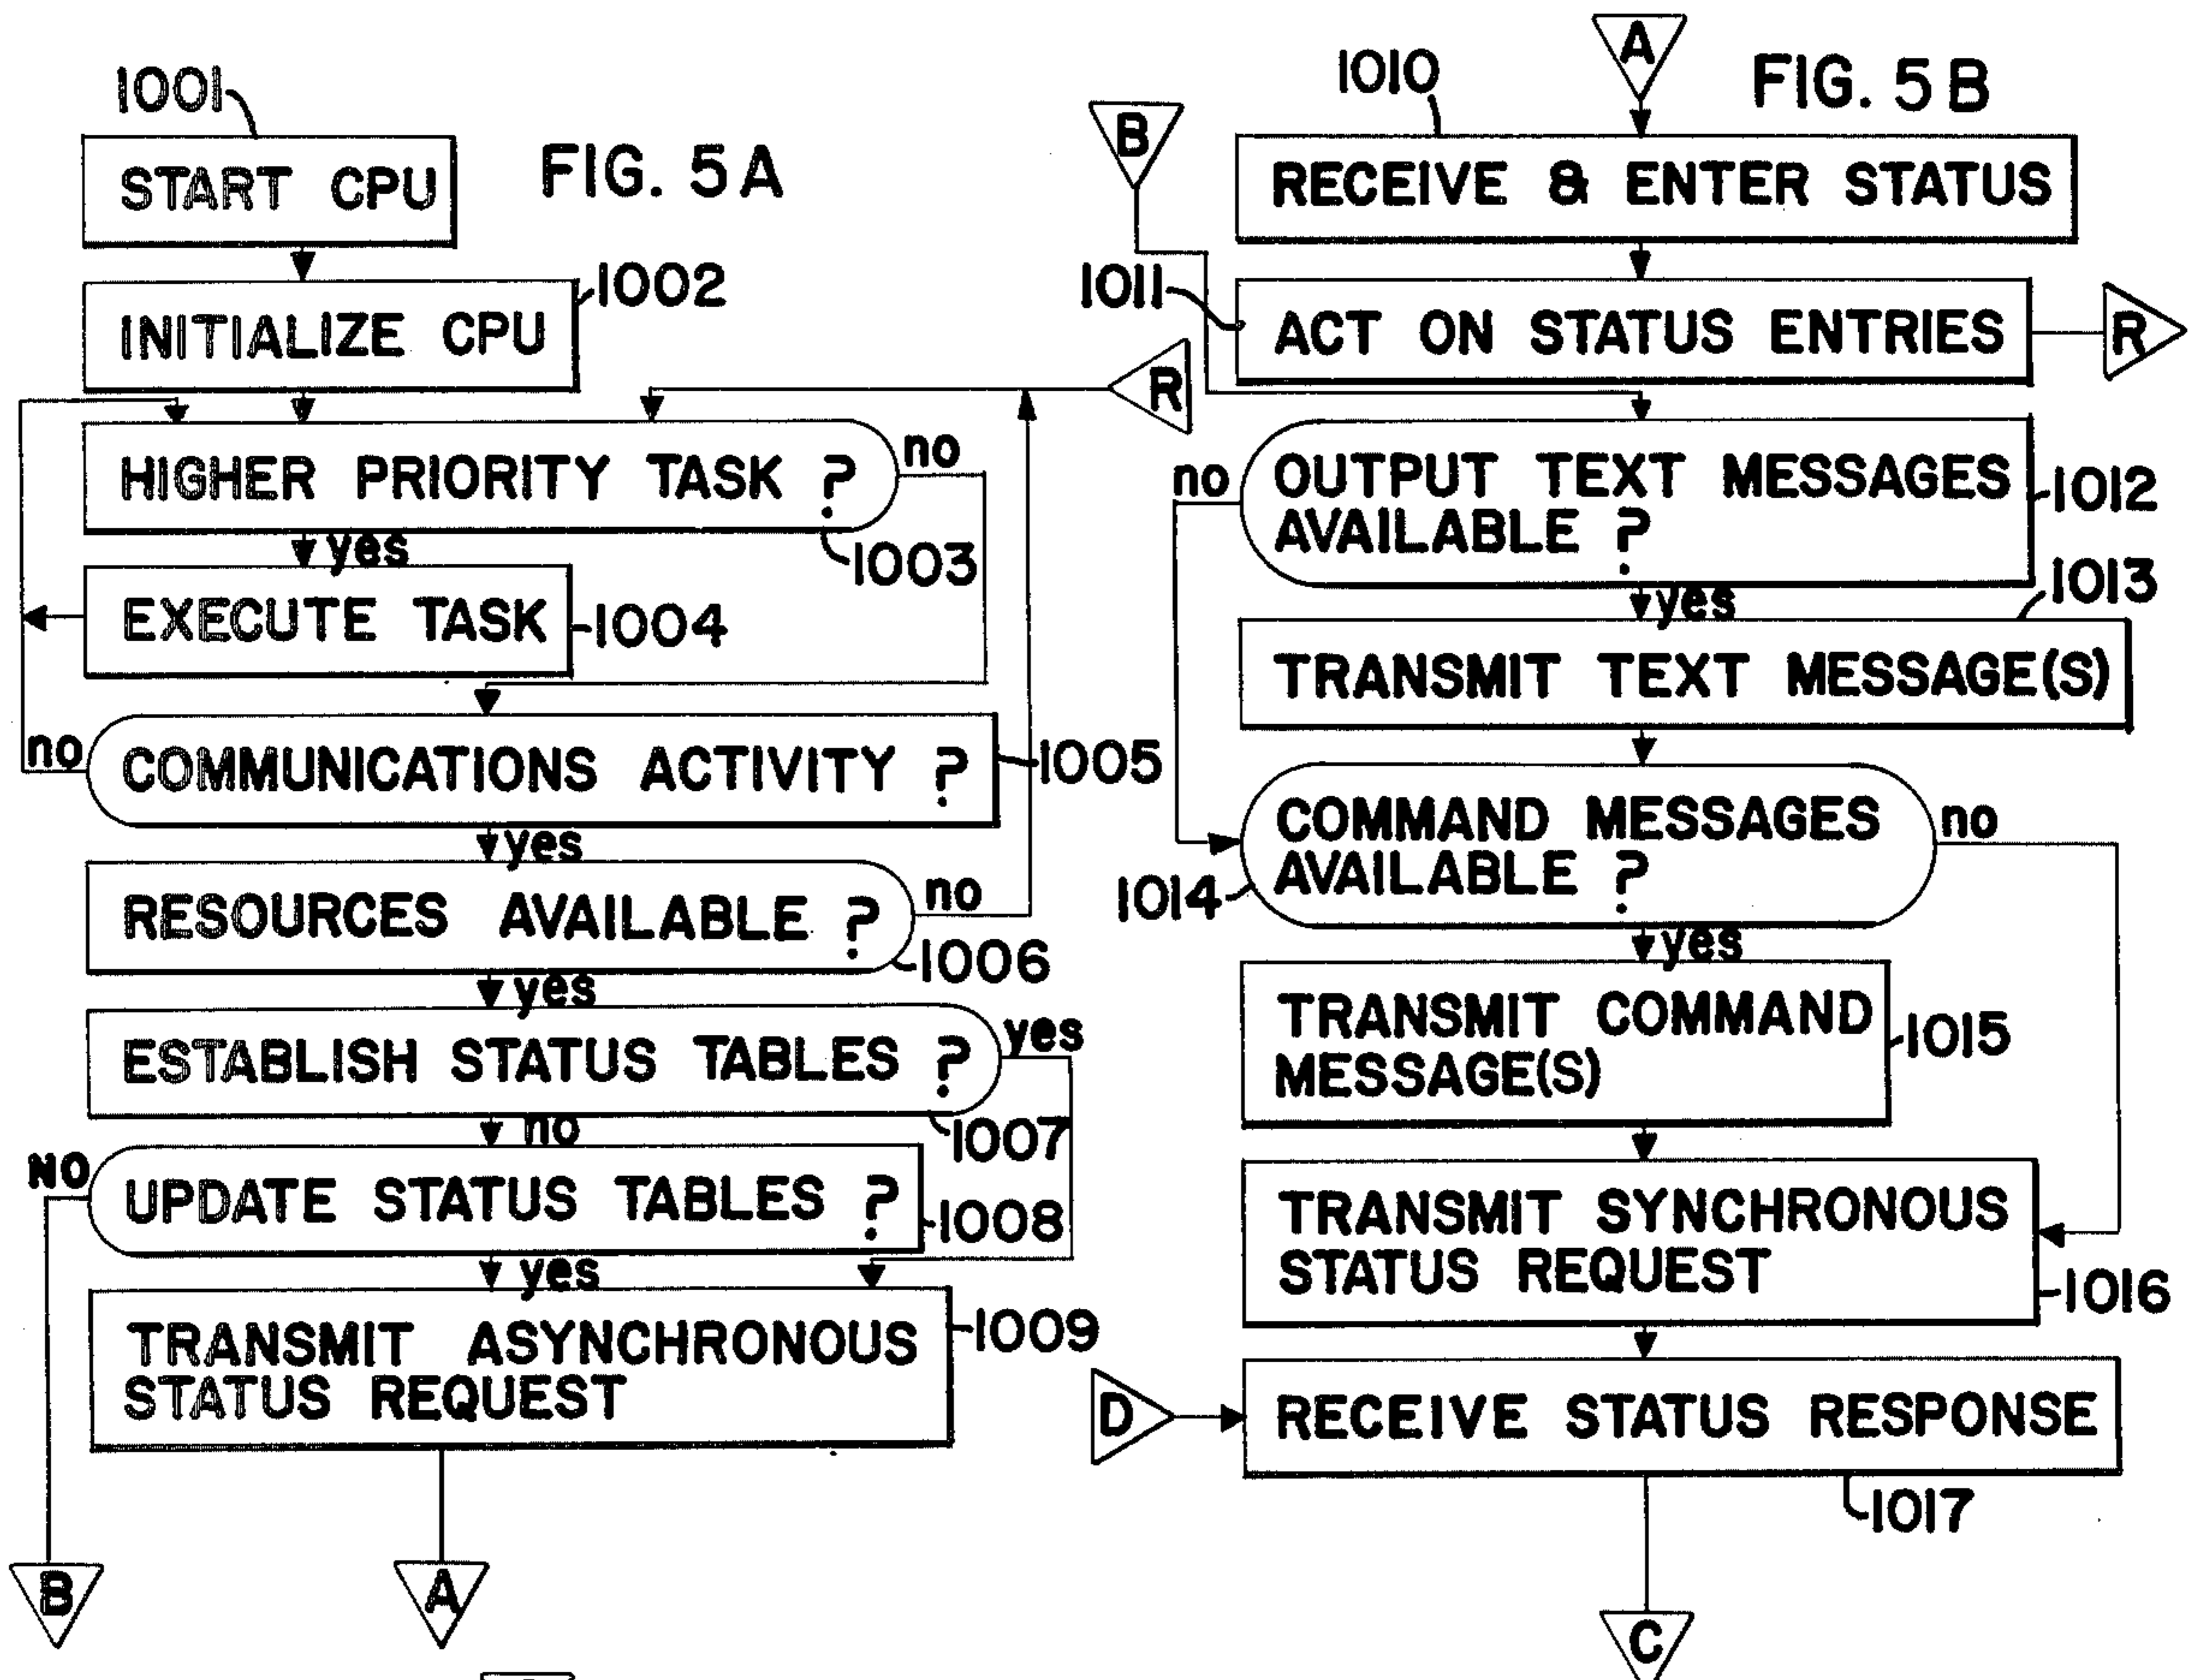 1001
FIG. 5A
START CPU
1002
INITIALIZE CPU
R
HIGHER PRIORITY TASK ?
no
yes
1003
EXECUTE TASK
1004
no
COMMUNICATIONS ACTIVITY ?
1005
yes
RESOURCES AVAILABLE ?
no
1006
yes
ESTABLISH STATUS TABLES ?
yes
no
1007
NO
UPDATE STATUS TABLES ?
1008
yes
TRANSMIT ASYNCHRONOUS
STATUS REQUEST
1009
B
A
A
FIG. 5B
1010
B
RECEIVE & ENTER STATUS
1011
ACT ON STATUS ENTRIES
R
no
OUTPUT TEXT MESSAGES
AVAILABLE ?
1012
yes
1013
TRANSMIT TEXT MESSAGE(S)
COMMAND MESSAGES
AVAILABLE ?
no
1014
yes
TRANSMIT COMMAND
MESSAGE(S)
1015
TRANSMIT SYNCHRONOUS
STATUS REQUEST
1016
D
RECEIVE STATUS RESPONSE
1017
C